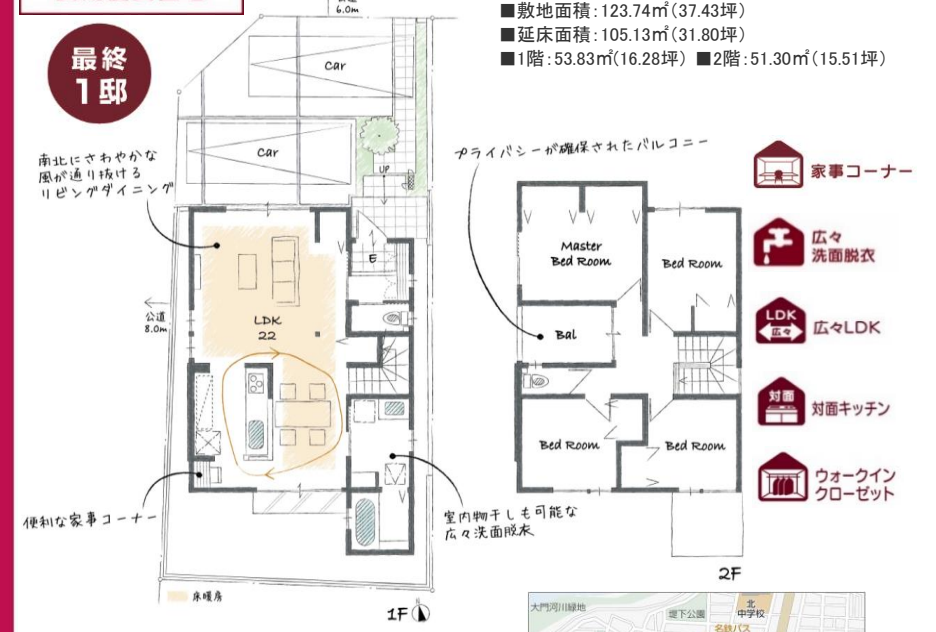 6.0m
■敷地面積：123.74㎡(37.43坪)
■延床面積：105.13㎡(31.80坪)
■1階：53.83㎡(16.28坪) ■2階：51.30㎡(15.51坪)
最終
1邸
Car
Car
UP
南北にさわやかな
風が通り抜ける
リビングダイニング
E
公道
8.0m
LDK
22
便利な家事コーナー
室内物干しも可能な
広々洗面脱衣
床暖房
1F
プライバシーが確保されたバルコニー
Master
Bed Room
Bed Room
Bal
Bed Room
Bed Room
2F
家事コーナー
広々
洗面脱衣
LDK
広々
広々LDK
対面
対面キッチン
ウォークイン
クローゼット
大門河川緑地
堤下公園
北
中学校
名鉄バス